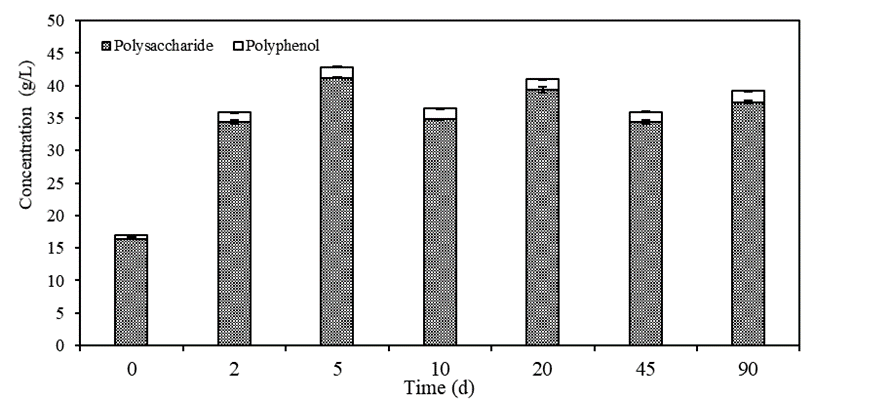 50
45
40
35
30
25
20
15
10
5
0
Concentration (g/L)
Polysaccharide Polyphenol
0 2 5 10 20 45 90
Time (d)